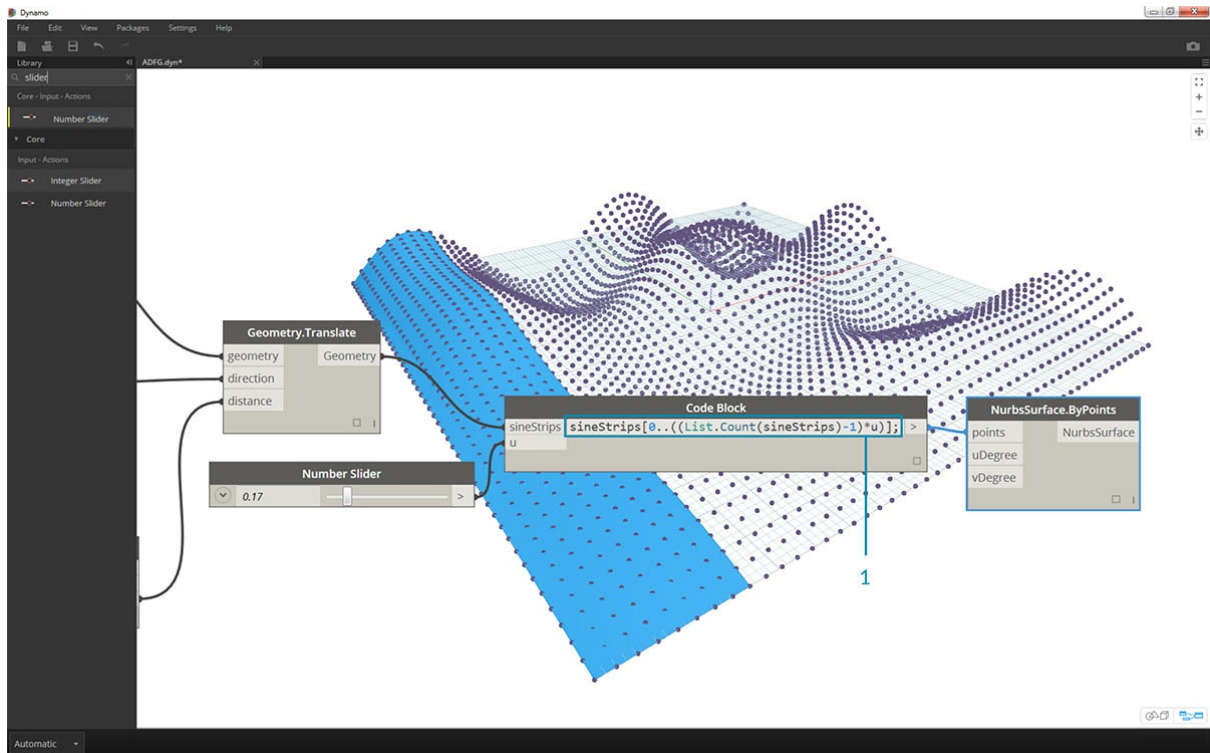 Dynamo
File Edit View Packages Settings Help
Library
ADFG.dyn*
slider
Core - Input - Actions
Number Slider
Core
Input - Actions
Integer Slider
Number Slider
Geometry.Translate
geometry Geometry
direction
distance
Number Slider
0.17 >
Code Block
sineStrips sineStrips[0..((List.Count(sineStrips)-1)*u)]; >
u
NurbsSurface.ByPoints
points NurbsSurface
uDegree
vDegree
1
Automatic